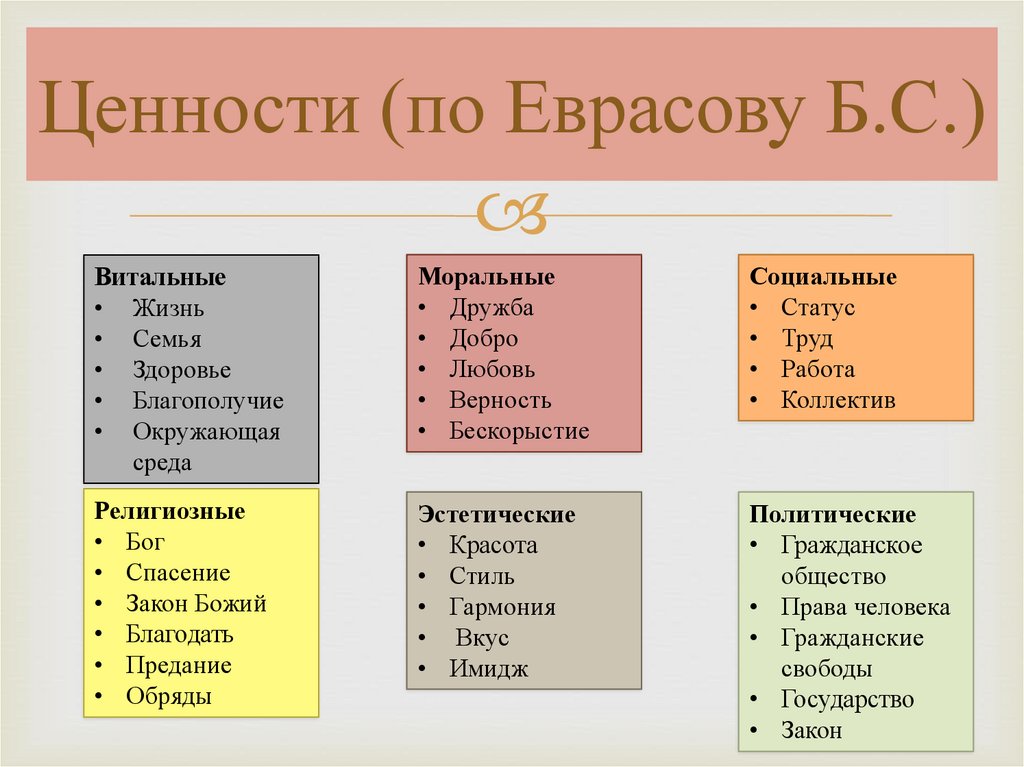 Ценности (по Еврасову Б.С.)
Витальные
• Жизнь
• Семья
• Здоровье
• Благополучие
• Окружающая
среда
Моральные
• Дружба
• Добро
• Любовь
• Верность
• Бескорыстие
Социальные
• Статус
• Труд
• Работа
• Коллектив
Религиозные
• Бог
• Спасение
• Закон Божий
• Благодать
• Предание
• Обряды
Эстетические
• Красота
• Стиль
• Гармония
• Вкус
• Имидж
Политические
• Гражданское
общество
• Права человека
• Гражданские
свободы
• Государство
• Закон